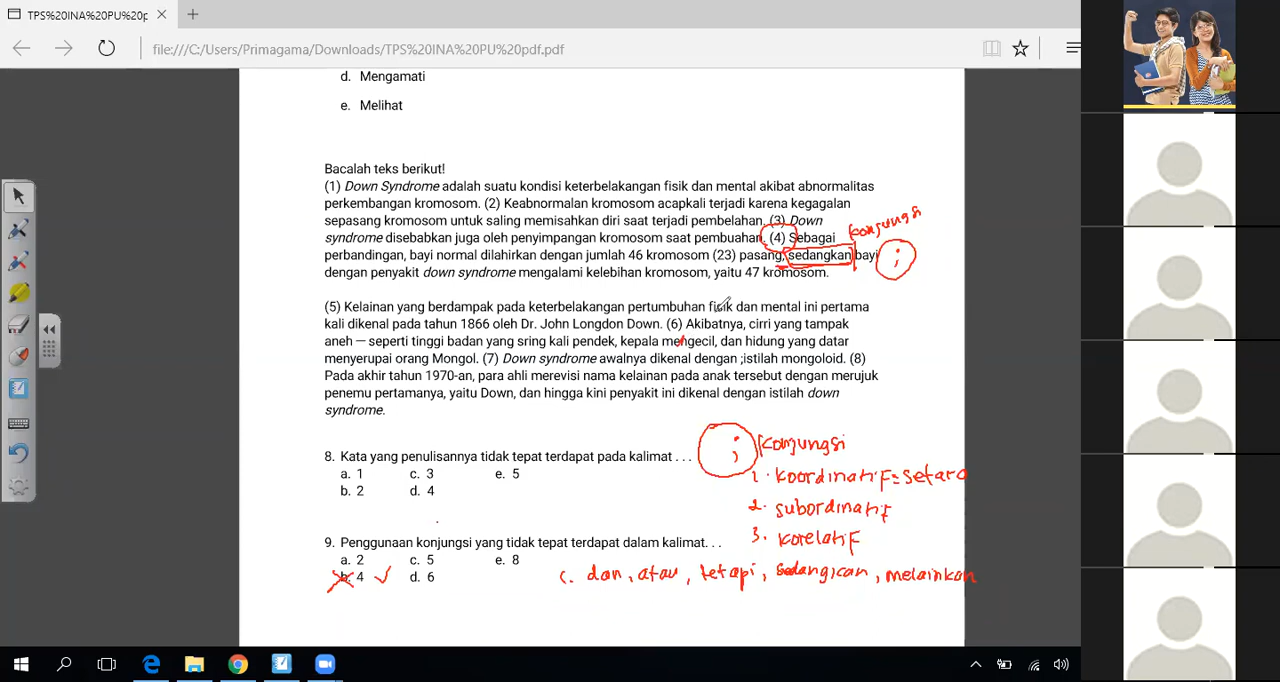 TPS%20INA%20PU%20p
file:///C:/Users/Primagama/Downloads/TPS%20INA%20PU%20pdf.pdf
d. Mengamati
e. Melihat
Bacalah teks berikut!
(1) Down Syndrome adalah suatu kondisi keterbelakangan fisik dan mental akibat abnormalitas
perkembangan kromosom. (2) Keabnormalan kromosom acapkali terjadi karena kegagalan
sepasang kromosom untuk saling memisahkan diri saat terjadi pembelahan. (3) Down
konjungsi
syndrome disebabkan juga oleh penyimpangan kromosom saat pembuahan. (4) Sebagai
perbandingan, bayi normal dilahirkan dengan jumlah 46 kromosom (23) pasang, sedangkan bayi ;
dengan penyakit down syndrome mengalami kelebihan kromosom, yaitu 47 kromosom.
(5) Kelainan yang berdampak pada keterbelakangan pertumbuhan fisik dan mental ini pertama
kali dikenal pada tahun 1866 oleh Dr. John Longdon Down. (6) Akibatnya, cirri yang tampak
aneh — seperti tinggi badan yang sring kali pendek, kepala mengecil, dan hidung yang datar
menyerupai orang Mongol. (7) Down syndrome awalnya dikenal dengan ;istilah mongoloid. (8)
Pada akhir tahun 1970-an, para ahli merevisi nama kelainan pada anak tersebut dengan merujuk
penemu pertamanya, yaitu Down, dan hingga kini penyakit ini dikenal dengan istilah down
syndrome.
; konjungsi
8. Kata yang penulisannya tidak tepat terdapat pada kalimat . . .
a. 1 c. 3 e. 5
1. koordinatif = setara
b. 2 d. 4
2. subordinatif
3. korelatif
9. Penggunaan konjungsi yang tidak tepat terdapat dalam kalimat. . .
a. 2 c. 5 e. 8
b. 4 d. 6
c. dan, atau, tetapi, sedangkan, melainkan